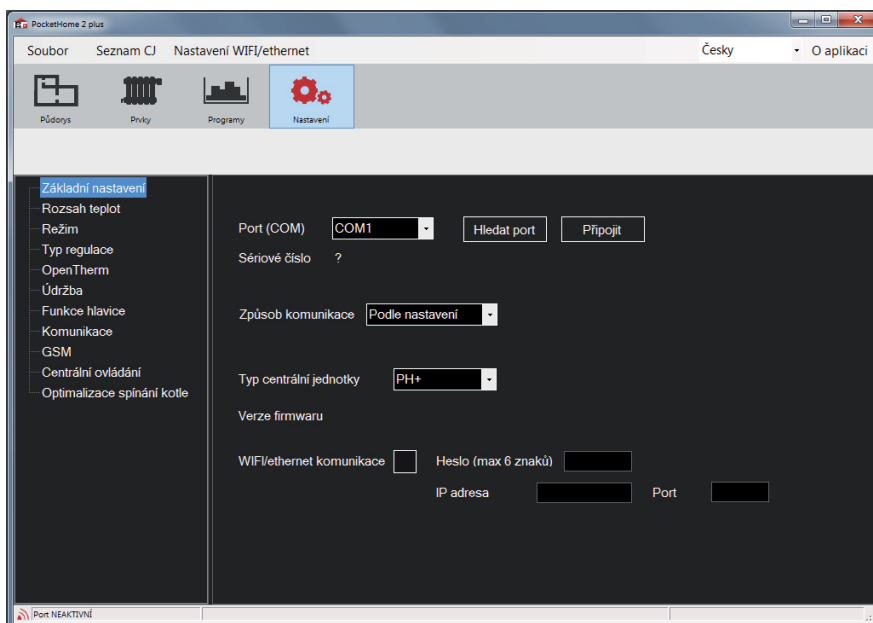 PocketHome 2 plus
Soubor Seznam CJ Nastavení WIFI/ethernet Česky O aplikaci
Půdorys Prvky Programy Nastavení
Základní nastavení
Rozsah teplot
Režim
Typ regulace
OpenTherm
Údržba
Funkce hlavice
Komunikace
GSM
Centrální ovládání
Optimalizace spínání kotle
Port (COM) COM1 Hledat port Připojit
Sériové číslo ?
Způsob komunikace Podle nastavení
Typ centrální jednotky PH+
Verze firmwaru
WIFI/ethernet komunikace Heslo (max 6 znaků)
IP adresa Port
Port NEAKTIVNÍ